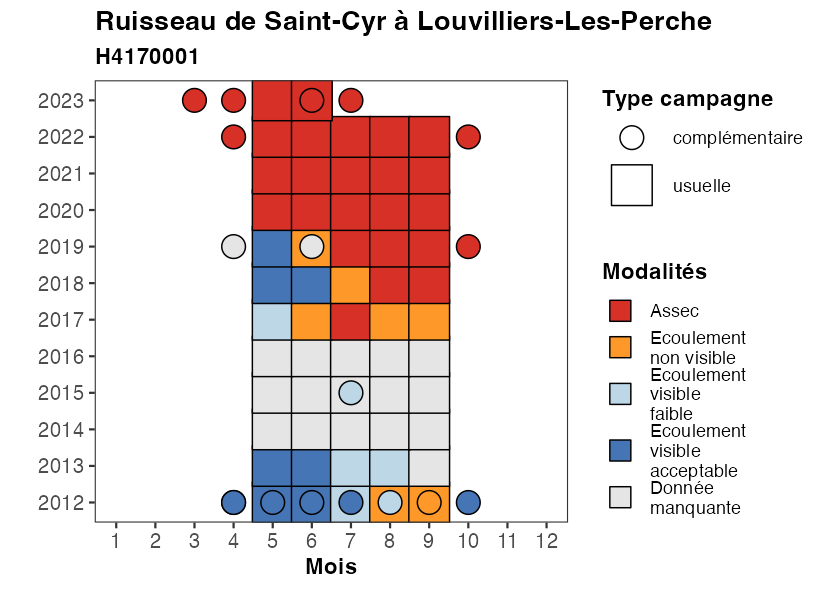 Ruisseau de Saint-Cyr à Louvilliers-Les-Perche
H4170001
2023
2022
2021
2020
2019
2018
2017
2016
2015
2014
2013
2012
1 2 3 4 5 6 7 8 9 10 11 12
Mois
Type campagne
complémentaire
usuelle
Modalités
Assec
Ecoulement
non visible
Ecoulement
visible
faible
Ecoulement
visible
acceptable
Donnée
manquante